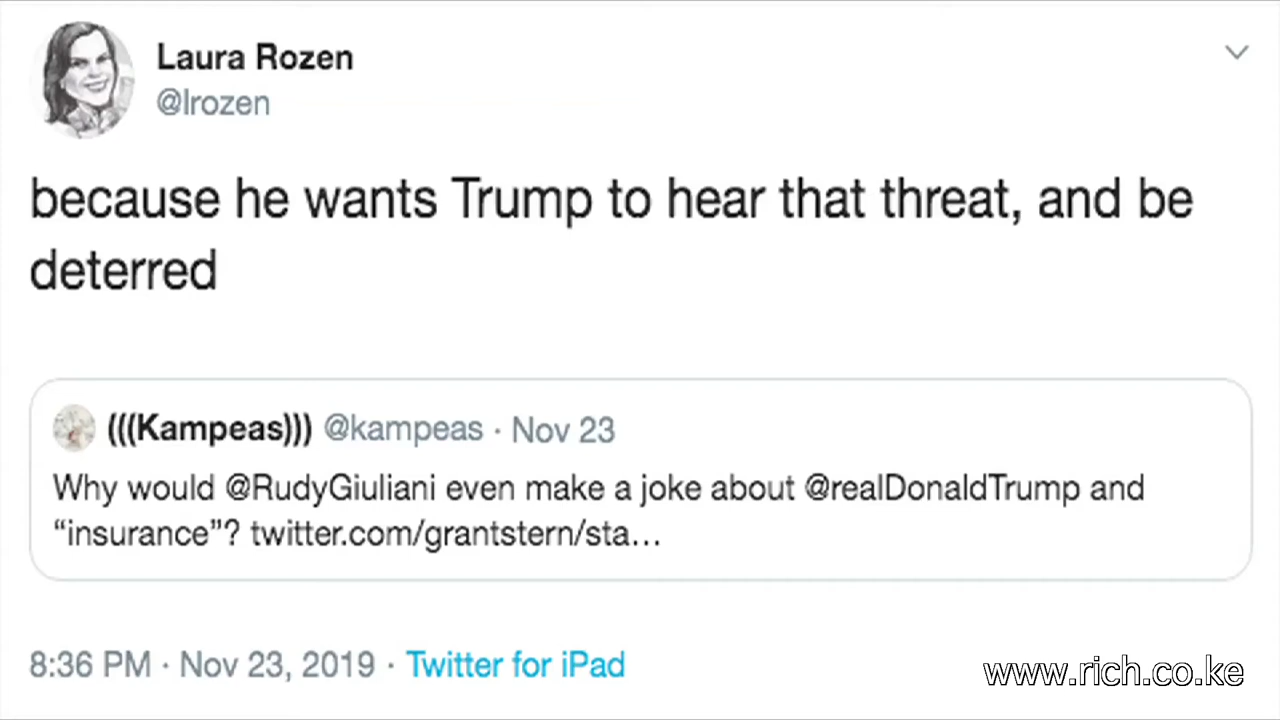 Laura Rozen
@lrozen
because he wants Trump to hear that threat, and be
deterred
(((Kampeas))) @kampeas · Nov 23
Why would @RudyGiuliani even make a joke about @realDonaldTrump and
“insurance”? twitter.com/grantstern/sta…
8:36 PM · Nov 23, 2019 · Twitter for iPad
www.rich.co.ke